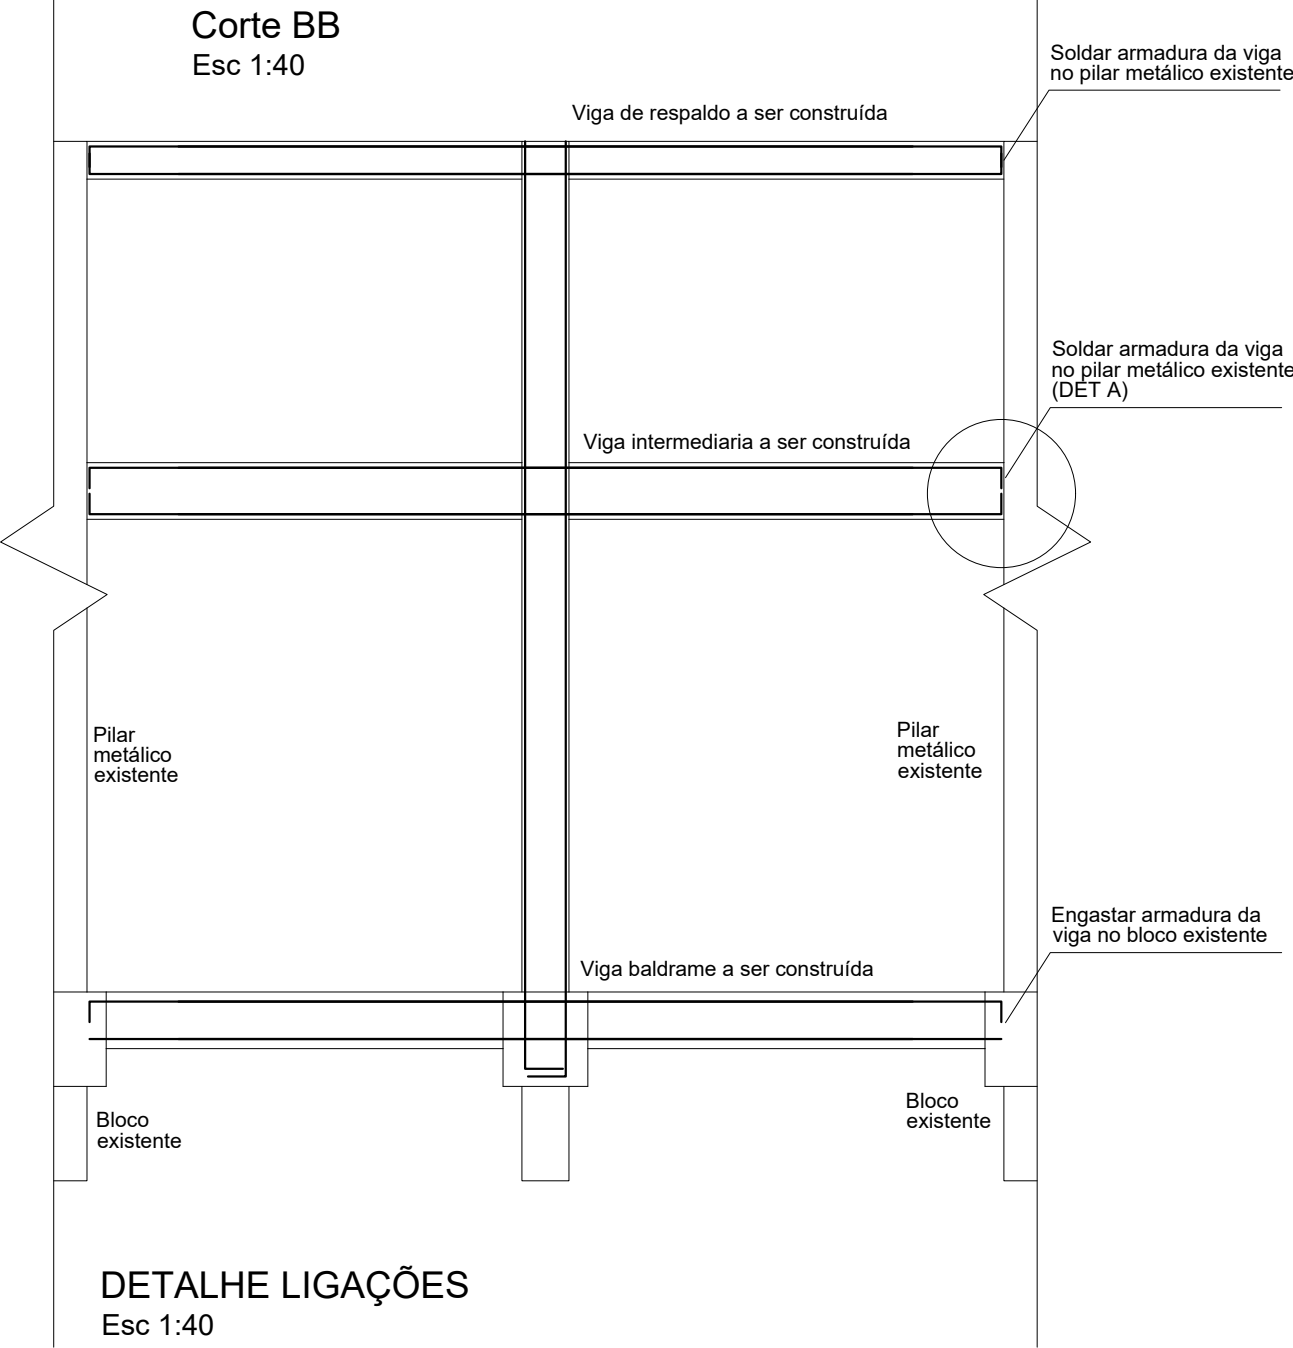 Corte BB
Esc 1:40
Soldar armadura da viga
no pilar metálico existente
Viga de respaldo a ser construída
Soldar armadura da viga
no pilar metálico existente
(DET A)
Viga intermediaria a ser construída
Pilar
metálico
existente
Pilar
metálico
existente
Engastar armadura da
viga no bloco existente
Viga baldrame a ser construída
Bloco
existente
Bloco
existente
DETALHE LIGAÇÕES
Esc 1:40